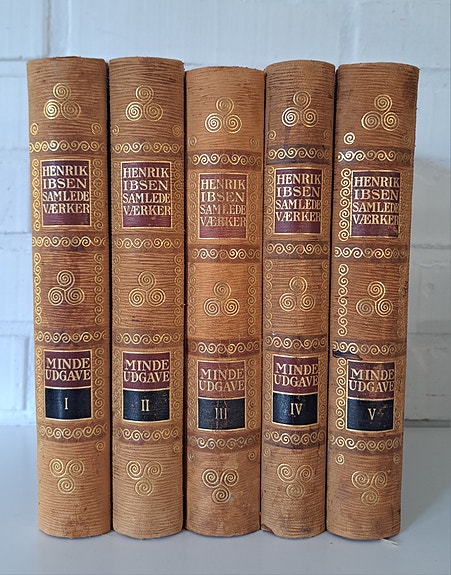 HENRIK
IBSEN
SAMLEDE
VÆRKER
MINDE
UDGAVE
I
HENRIK
IBSEN
SAMLEDE
VÆRKER
MINDE
UDGAVE
II
HENRIK
IBSEN
SAMLEDE
VÆRKER
MINDE
UDGAVE
III
HENRIK
IBSEN
SAMLEDE
VÆRKER
MINDE
UDGAVE
IV
HENRIK
IBSEN
SAMLEDE
VÆRKER
MINDE
UDGAVE
V